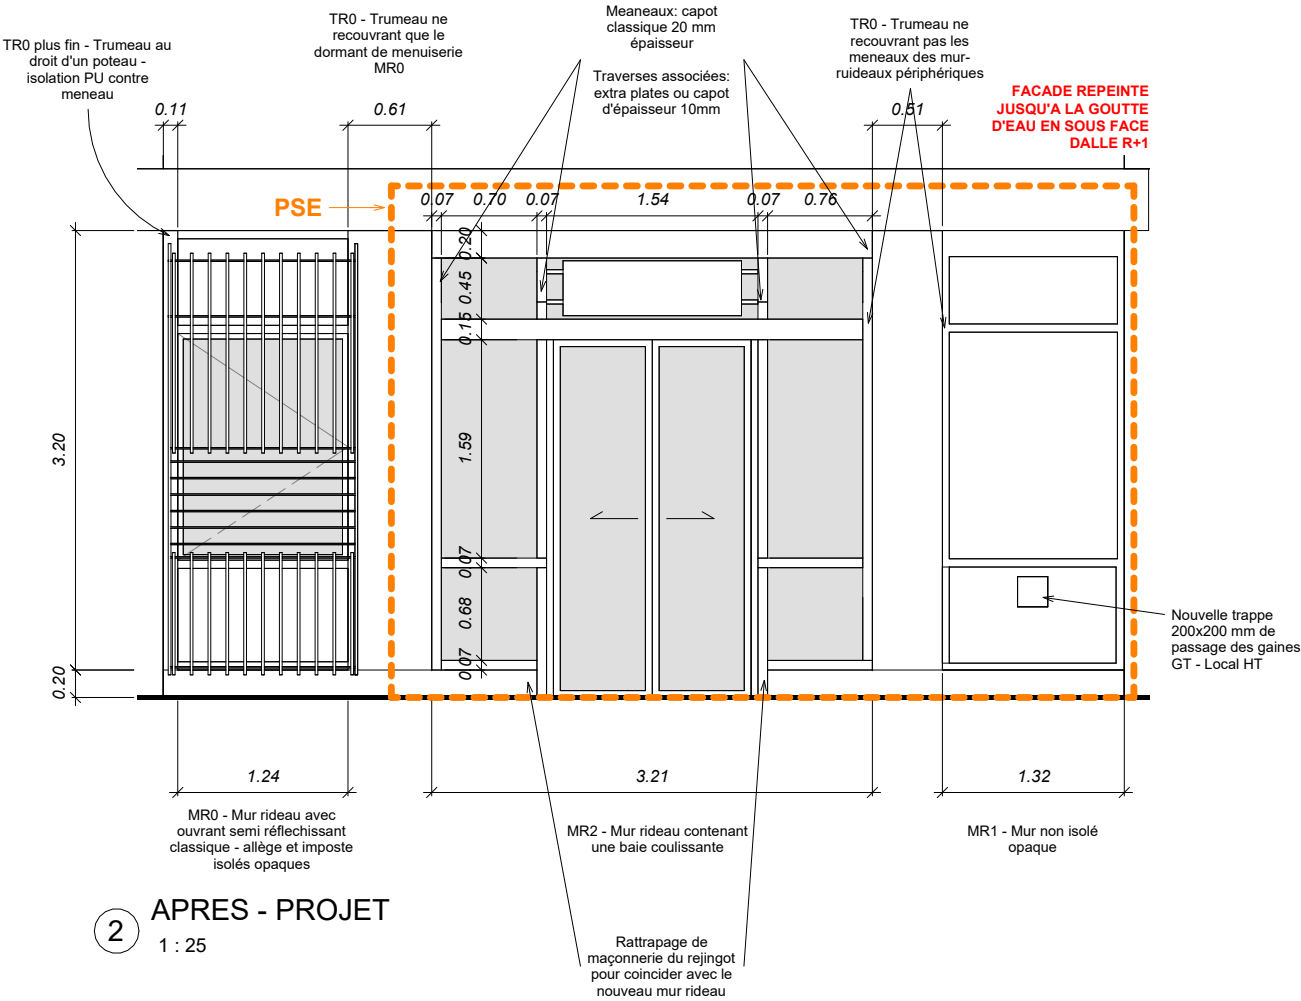 TR0 plus fin - Trumeau au
droit d'un poteau -
isolation PU contre
meneau
TR0 - Trumeau ne
recouvrant que le
dormant de menuiserie
MR0
Meaneaux: capot
classique 20 mm
épaisseur
Traverses associées:
extra plates ou capot
d'épaisseur 10mm
TR0 - Trumeau ne
recouvrant pas les
meneaux des mur-
ruideaux périphériques
FACADE REPEINTE
JUSQU'A LA GOUTTE
D'EAU EN SOUS FACE
DALLE R+1
0.11
0.61
0.51
PSE
0.07
0.70
0.07
1.54
0.07
0.76
0.20
0.45
0.15
1.59
0.07
0.68
0.07
3.20
0.20
Nouvelle trappe
200x200 mm de
passage des gaines
GT - Local HT
1.24
3.21
1.32
MR0 - Mur rideau avec
ouvrant semi réflechissant
classique - allège et imposte
isolés opaques
MR2 - Mur rideau contenant
une baie coulissante
MR1 - Mur non isolé
opaque
2
APRES - PROJET
1 : 25
Rattrapage de
maçonnerie du rejingot
pour coincider avec le
nouveau mur rideau